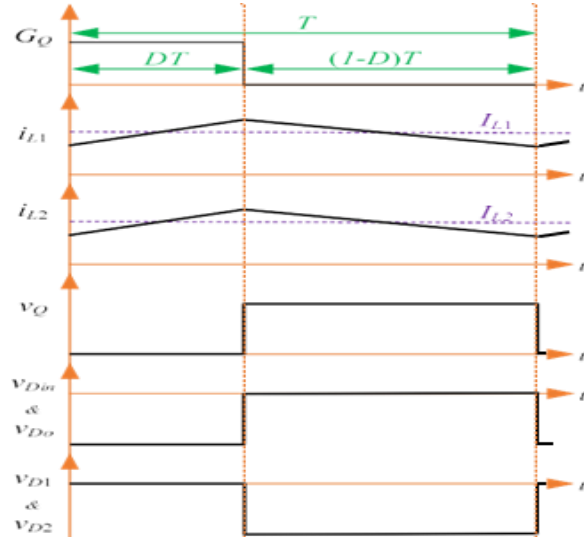 T
G_Q
DT (1-D)T
t
i_L1 I_L1
t
i_L2 I_L2
t
v_Q
t
v_Din
&
v_Do
t
v_D1
&
v_D2
t